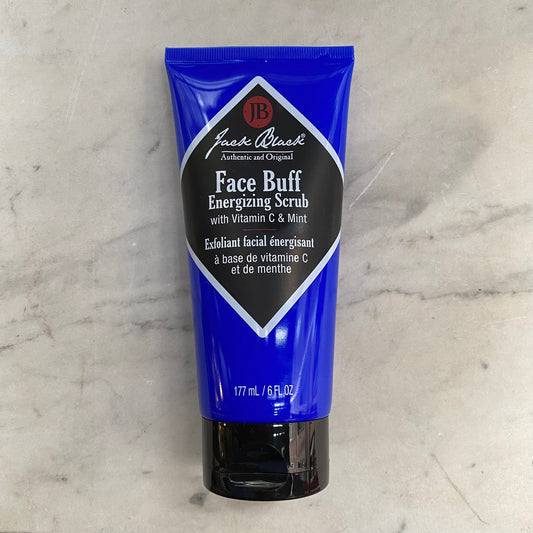 JB
Jack Black®
Authentic and Original
Face Buff
Energizing Scrub
with Vitamin C & Mint
Exfoliant facial énergisant
à base de vitamine C
et de menthe
177 mL / 6 FL OZ